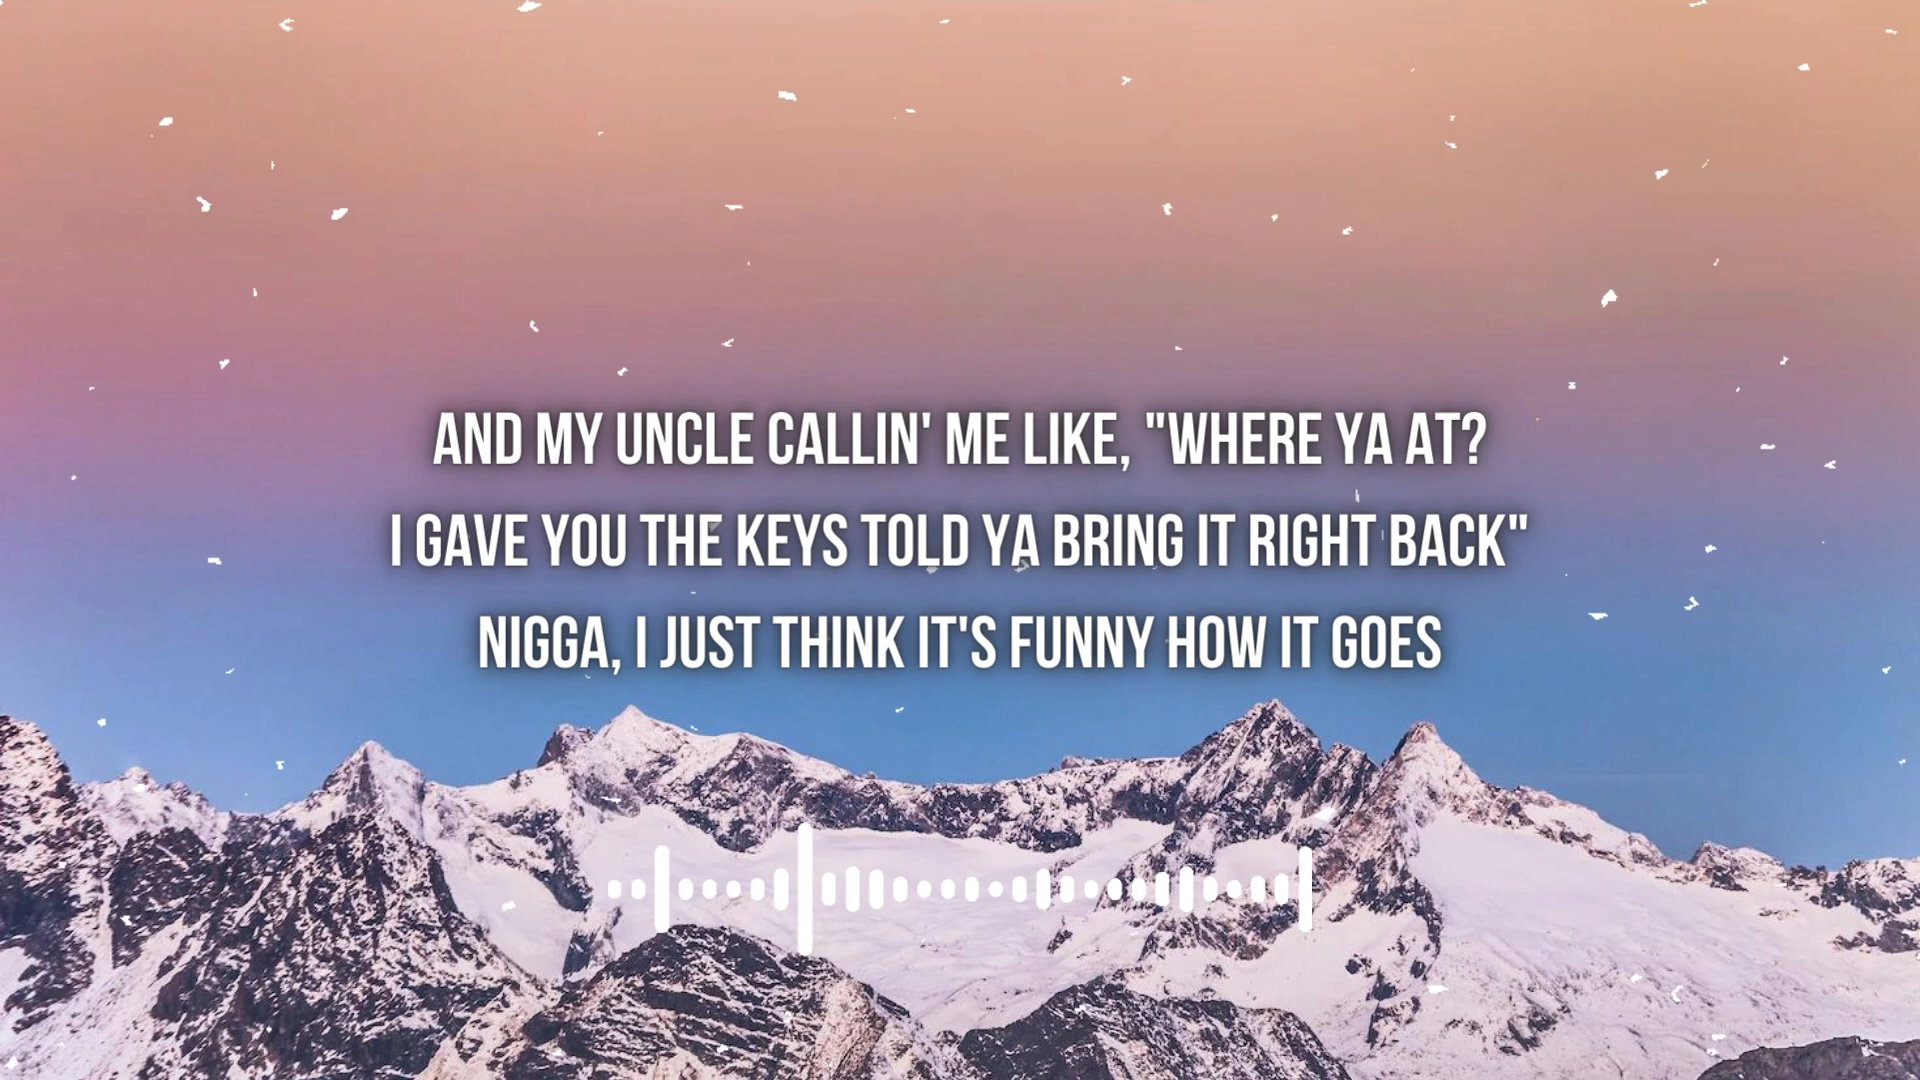 AND MY UNCLE CALLIN' ME LIKE, "WHERE YA AT?
I GAVE YOU THE KEYS TOLD YA BRING IT RIGHT BACK"
NIGGA, I JUST THINK IT'S FUNNY HOW IT GOES